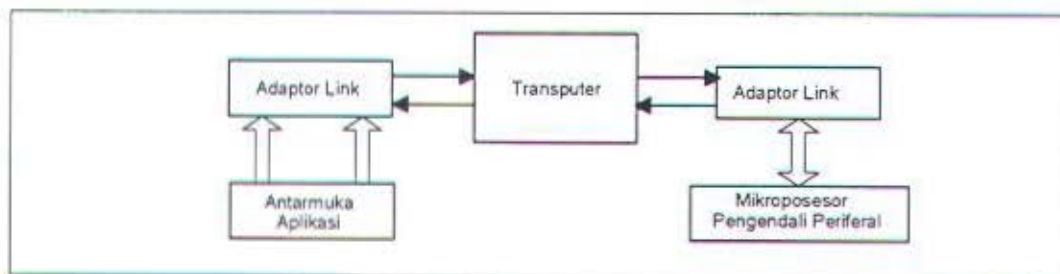 Adaptor Link
Transputer
Adaptor Link
Antarmuka
Aplikasi
Mikroposesor
Pengendali Periferal